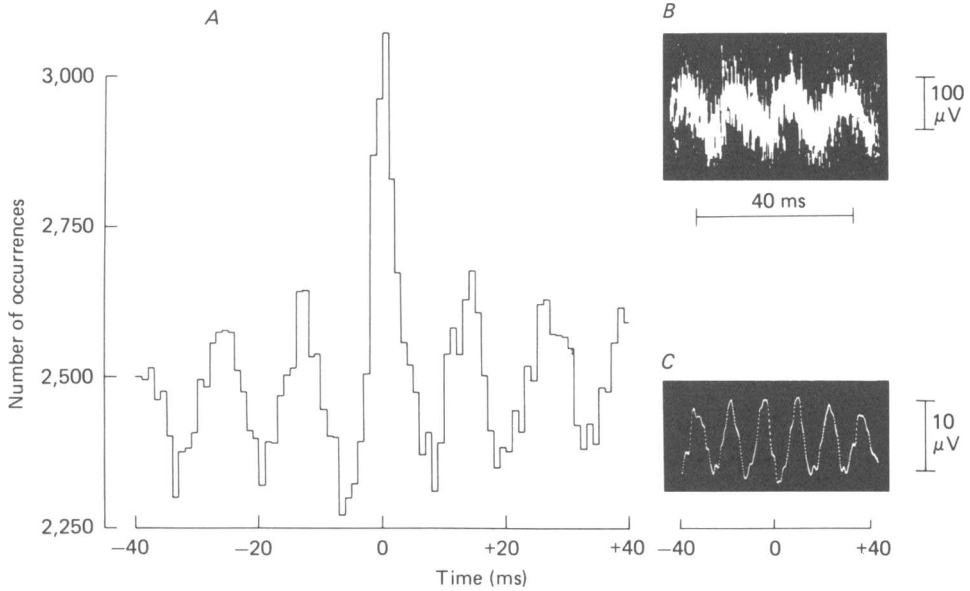 A
Number of occurrences
3,000
2,750
2,500
2,250
−40
−20
0
+20
+40
Time (ms)
B
100
μV
40 ms
C
10
μV
−40
0
+40